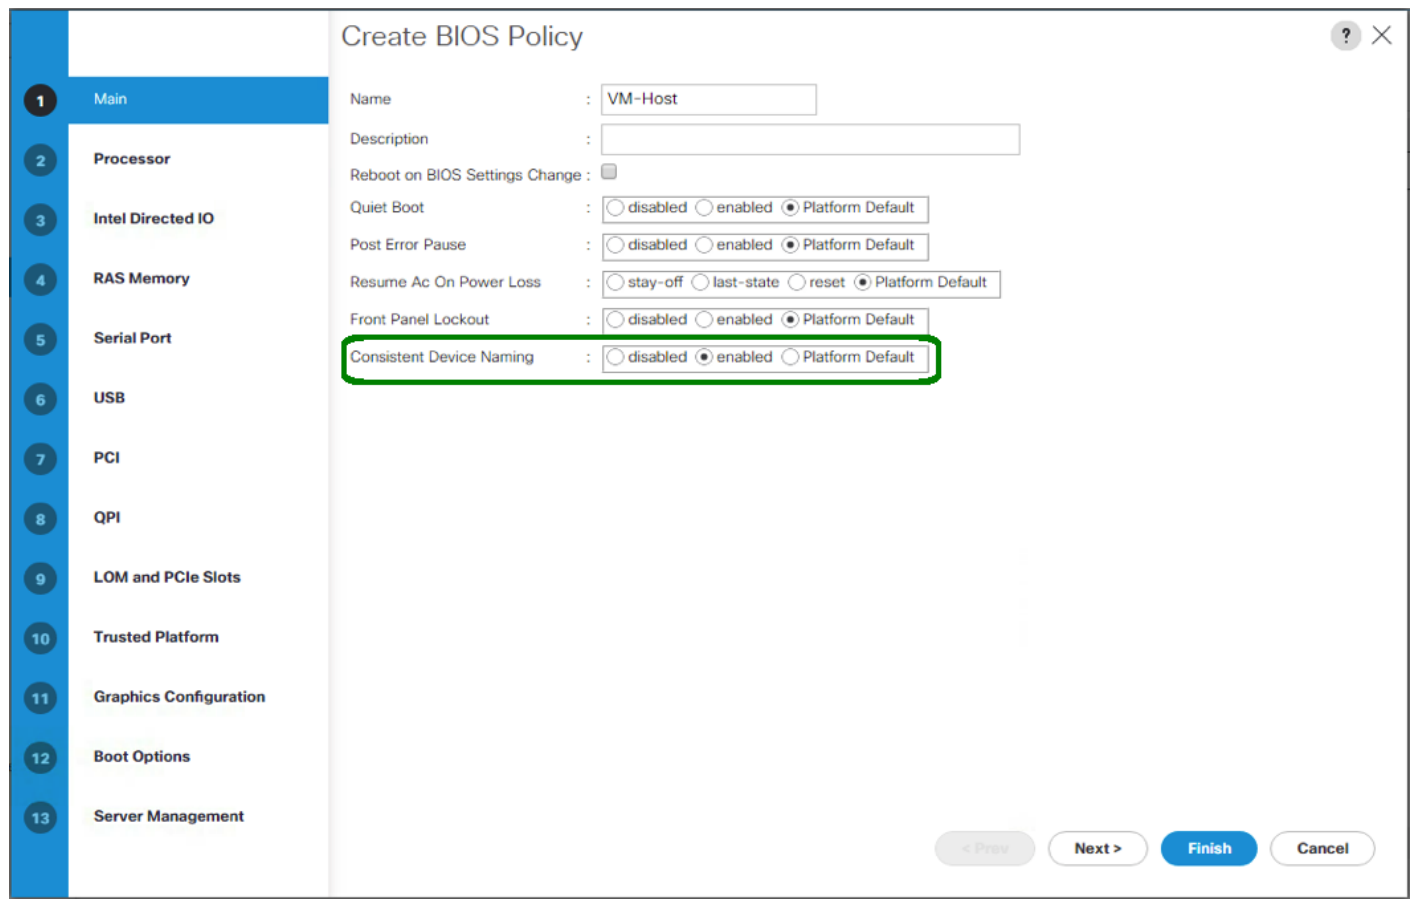 Create BIOS Policy
?
1 Main
2 Processor
3 Intel Directed IO
4 RAS Memory
5 Serial Port
6 USB
7 PCI
8 QPI
9 LOM and PCIe Slots
10 Trusted Platform
11 Graphics Configuration
12 Boot Options
13 Server Management
Name : VM-Host
Description :
Reboot on BIOS Settings Change :
Quiet Boot : disabled enabled Platform Default
Post Error Pause : disabled enabled Platform Default
Resume Ac On Power Loss : stay-off last-state reset Platform Default
Front Panel Lockout : disabled enabled Platform Default
Consistent Device Naming : disabled enabled Platform Default
< Prev Next > Finish Cancel